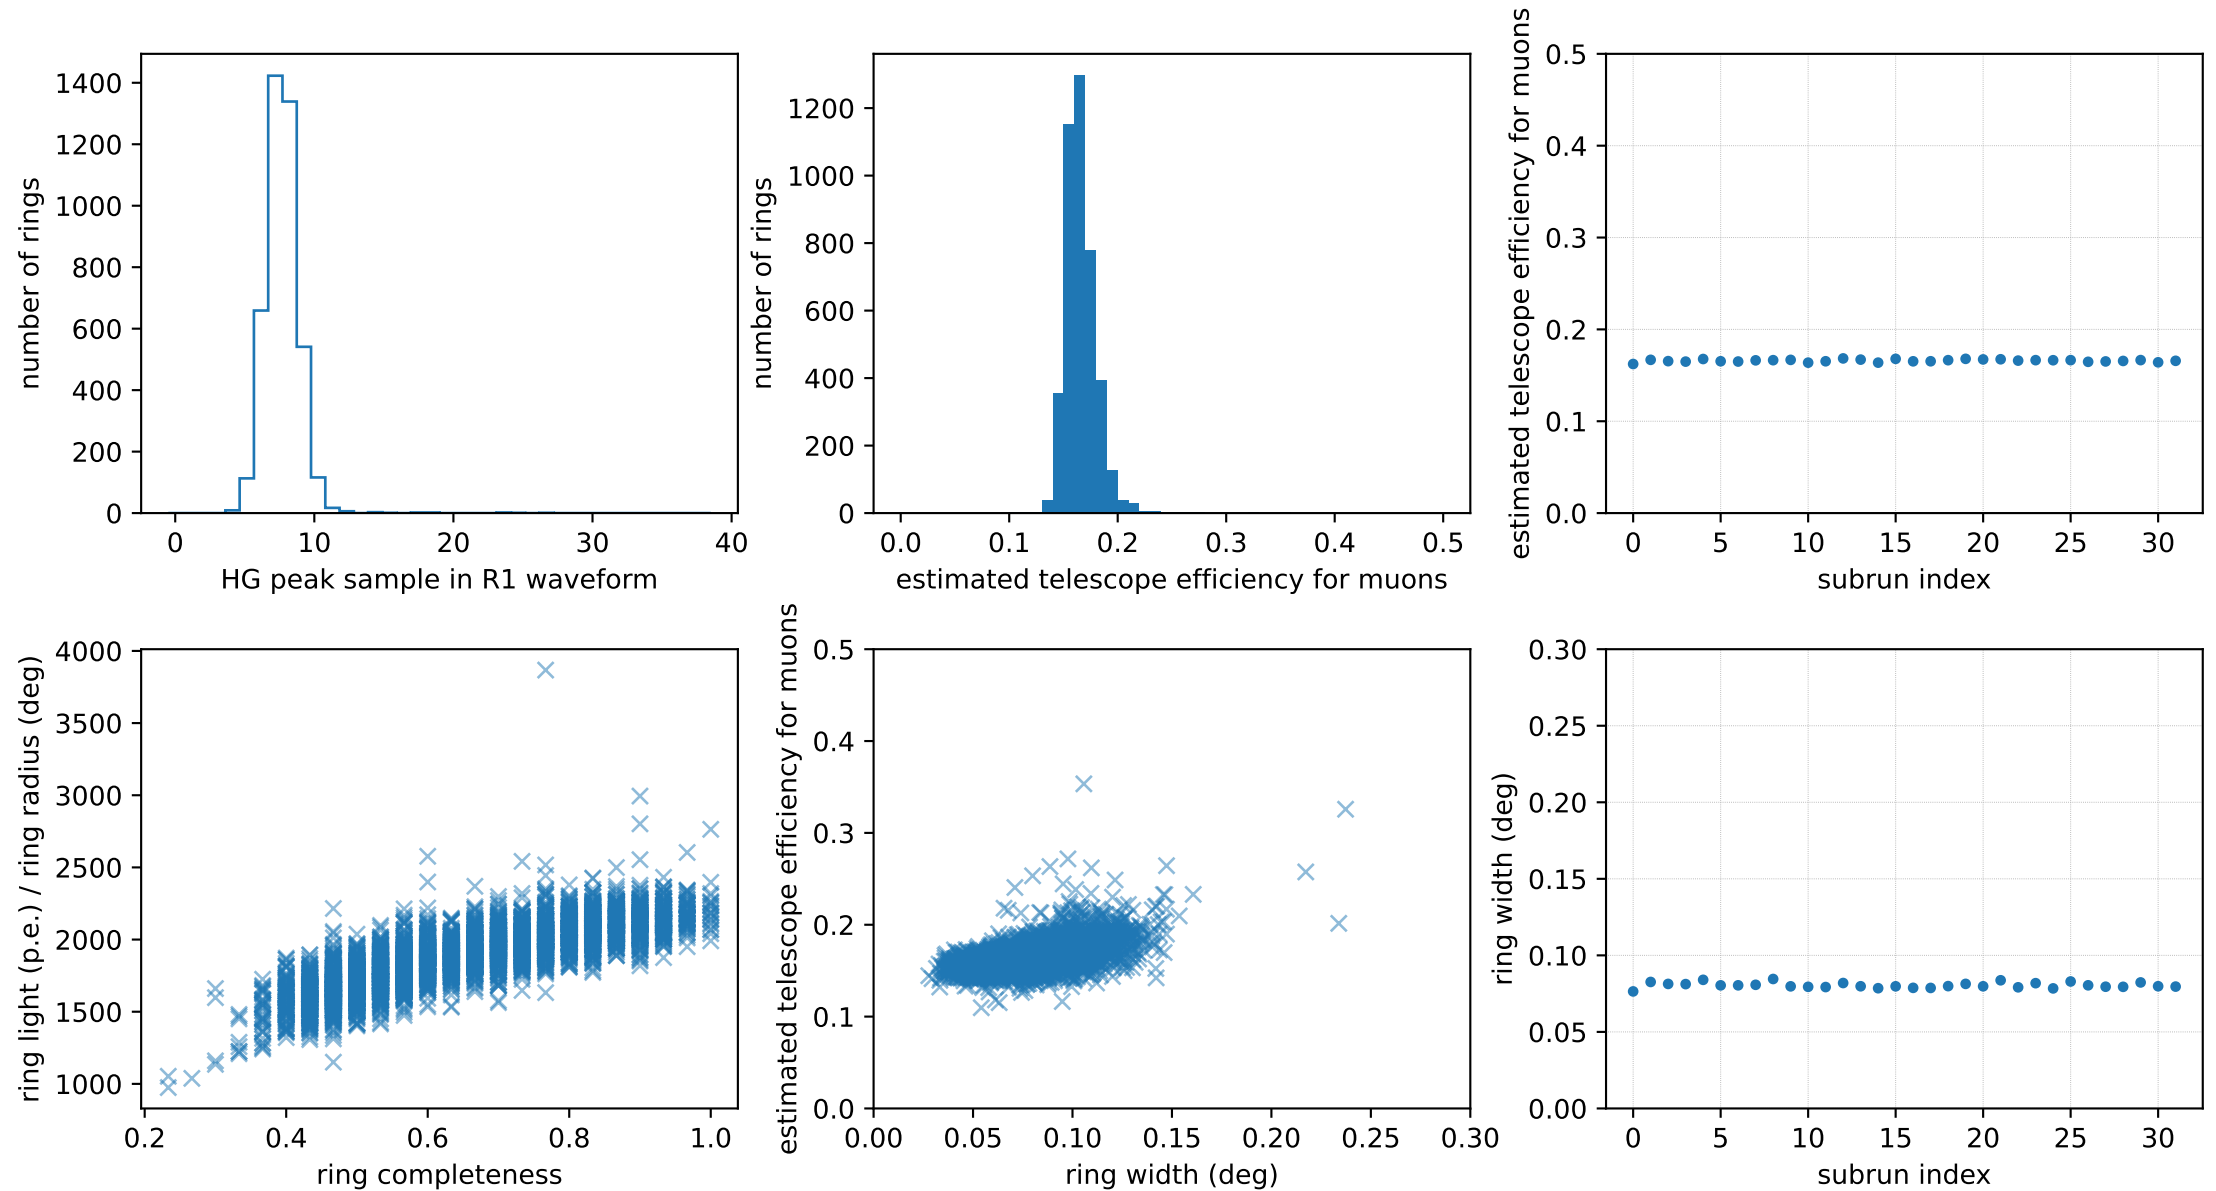 number of rings
1400
1200
1000
800
600
400
200
0
0 10 20 30 40
HG peak sample in R1 waveform
number of rings
1200
1000
800
600
400
200
0
0.0 0.1 0.2 0.3 0.4 0.5
estimated telescope efficiency for muons
estimated telescope efficiency for muons
0.5
0.4
0.3
0.2
0.1
0.0
0 5 10 15 20 25 30
subrun index
ring light (p.e.) / ring radius (deg)
4000
3500
3000
2500
2000
1500
1000
0.2 0.4 0.6 0.8 1.0
ring completeness
estimated telescope efficiency for muons
0.5
0.4
0.3
0.2
0.1
0.0
0.00 0.05 0.10 0.15 0.20 0.25 0.30
ring width (deg)
ring width (deg)
0.30
0.25
0.20
0.15
0.10
0.05
0.00
0 5 10 15 20 25 30
subrun index